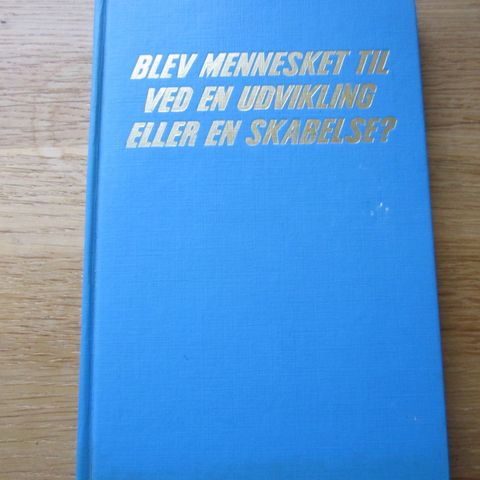 BLEV MENNESKET TIL
VED EN UDVIKLING
ELLER EN SKABELSE?